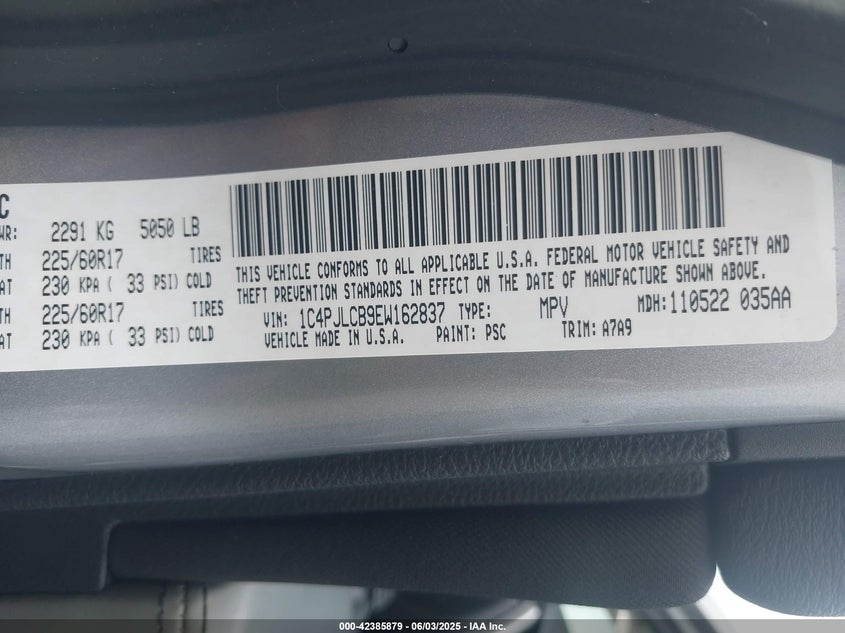 C
WR: 2291 KG 5050 LB
TH 225/60R17 TIRES
AT 230 KPA ( 33 PSI) COLD
TH 225/60R17 TIRES
AT 230 KPA ( 33 PSI) COLD
THIS VEHICLE CONFORMS TO ALL APPLICABLE U.S.A. FEDERAL MOTOR VEHICLE SAFETY AND
THEFT PREVENTION STANDARDS IN EFFECT ON THE DATE OF MANUFACTURE SHOWN ABOVE.
VIN: 1C4PJLCB9EW162837 TYPE: MPV MDH: 110522 035AA
VEHICLE MADE IN U.S.A. PAINT: PSC TRIM: A7A9
000-42385879 - 06/03/2025 - IAA Inc.